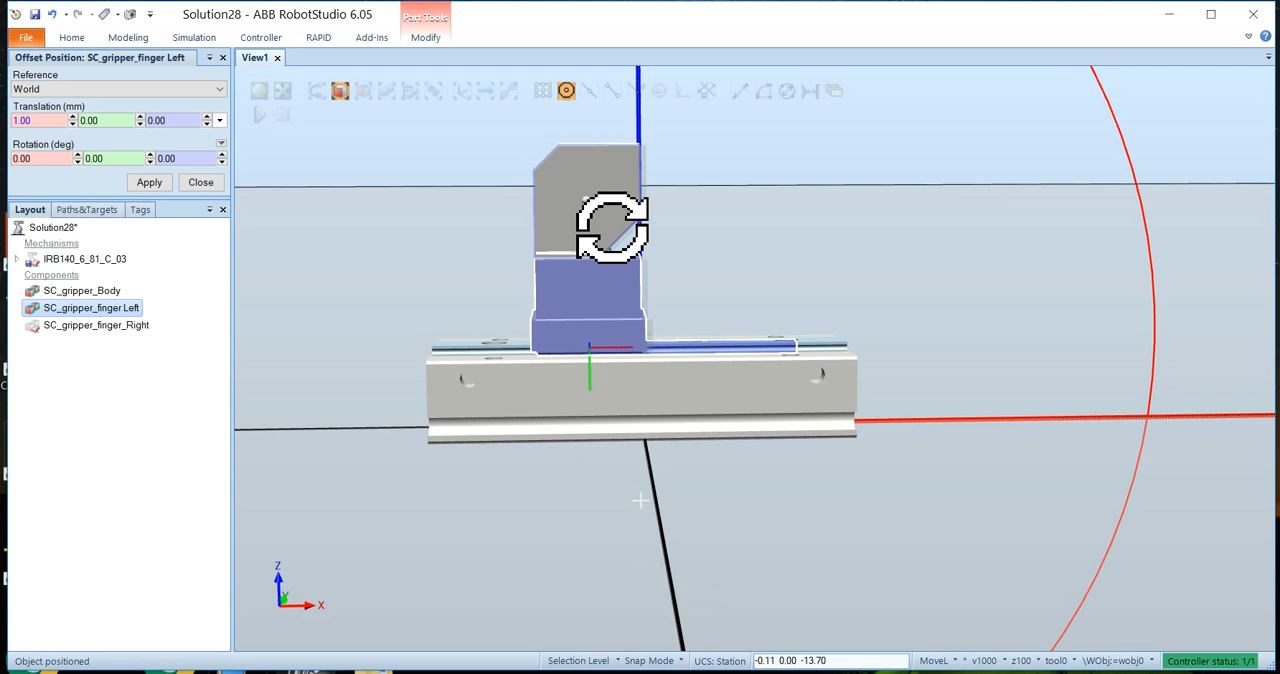 Solution28 - ABB RobotStudio 6.05
Part Tools
File Home Modeling Simulation Controller RAPID Add-Ins Modify
Offset Position: SC_gripper_finger Left
View1
Reference
World
Translation (mm)
1.00 0.00 0.00
Rotation (deg)
0.00 0.00 0.00
Apply Close
Layout Paths&Targets Tags
Solution28*
Mechanisms
IRB140_6_81_C_03
Components
SC_gripper_Body
SC_gripper_finger Left
SC_gripper_finger_Right
Z
Y
X
Object positioned
Selection Level Snap Mode UCS: Station -0.11 0.00 -13.70 MoveL * v1000 z100 tool0 \WObj:=wobj0 Controller status: 1/1